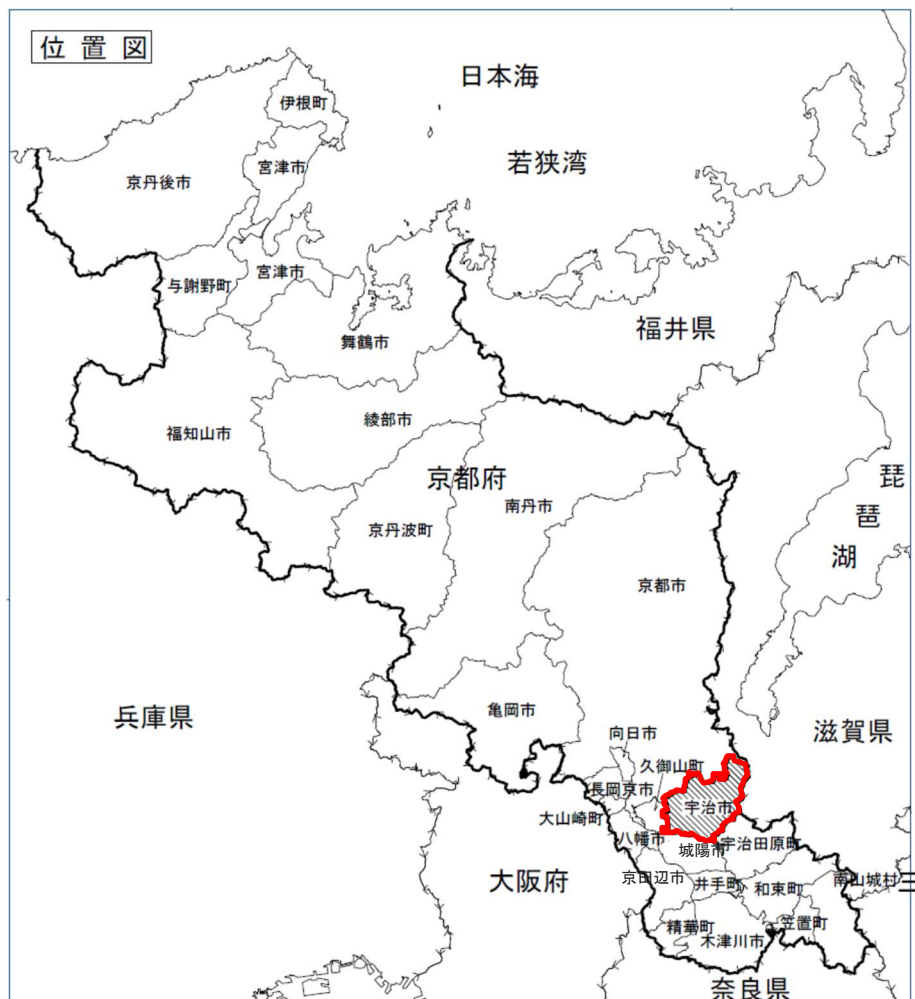 位置図
日本海
伊根町
若狭湾
宮津市
京丹後市
宮津市
与謝野町
福井県
舞鶴市
綾部市
福知山市
京都府
琵
琶
湖
南丹市
京丹波町
京都市
亀岡市
兵庫県
向日市
滋賀県
久御山町
長岡京市
宇治市
大山崎町
八幡市
宇治田原町
城陽市
京田辺市
大阪府
井手町
和束町
南山城村
三
精華町
笠置町
木津川市
奈良県